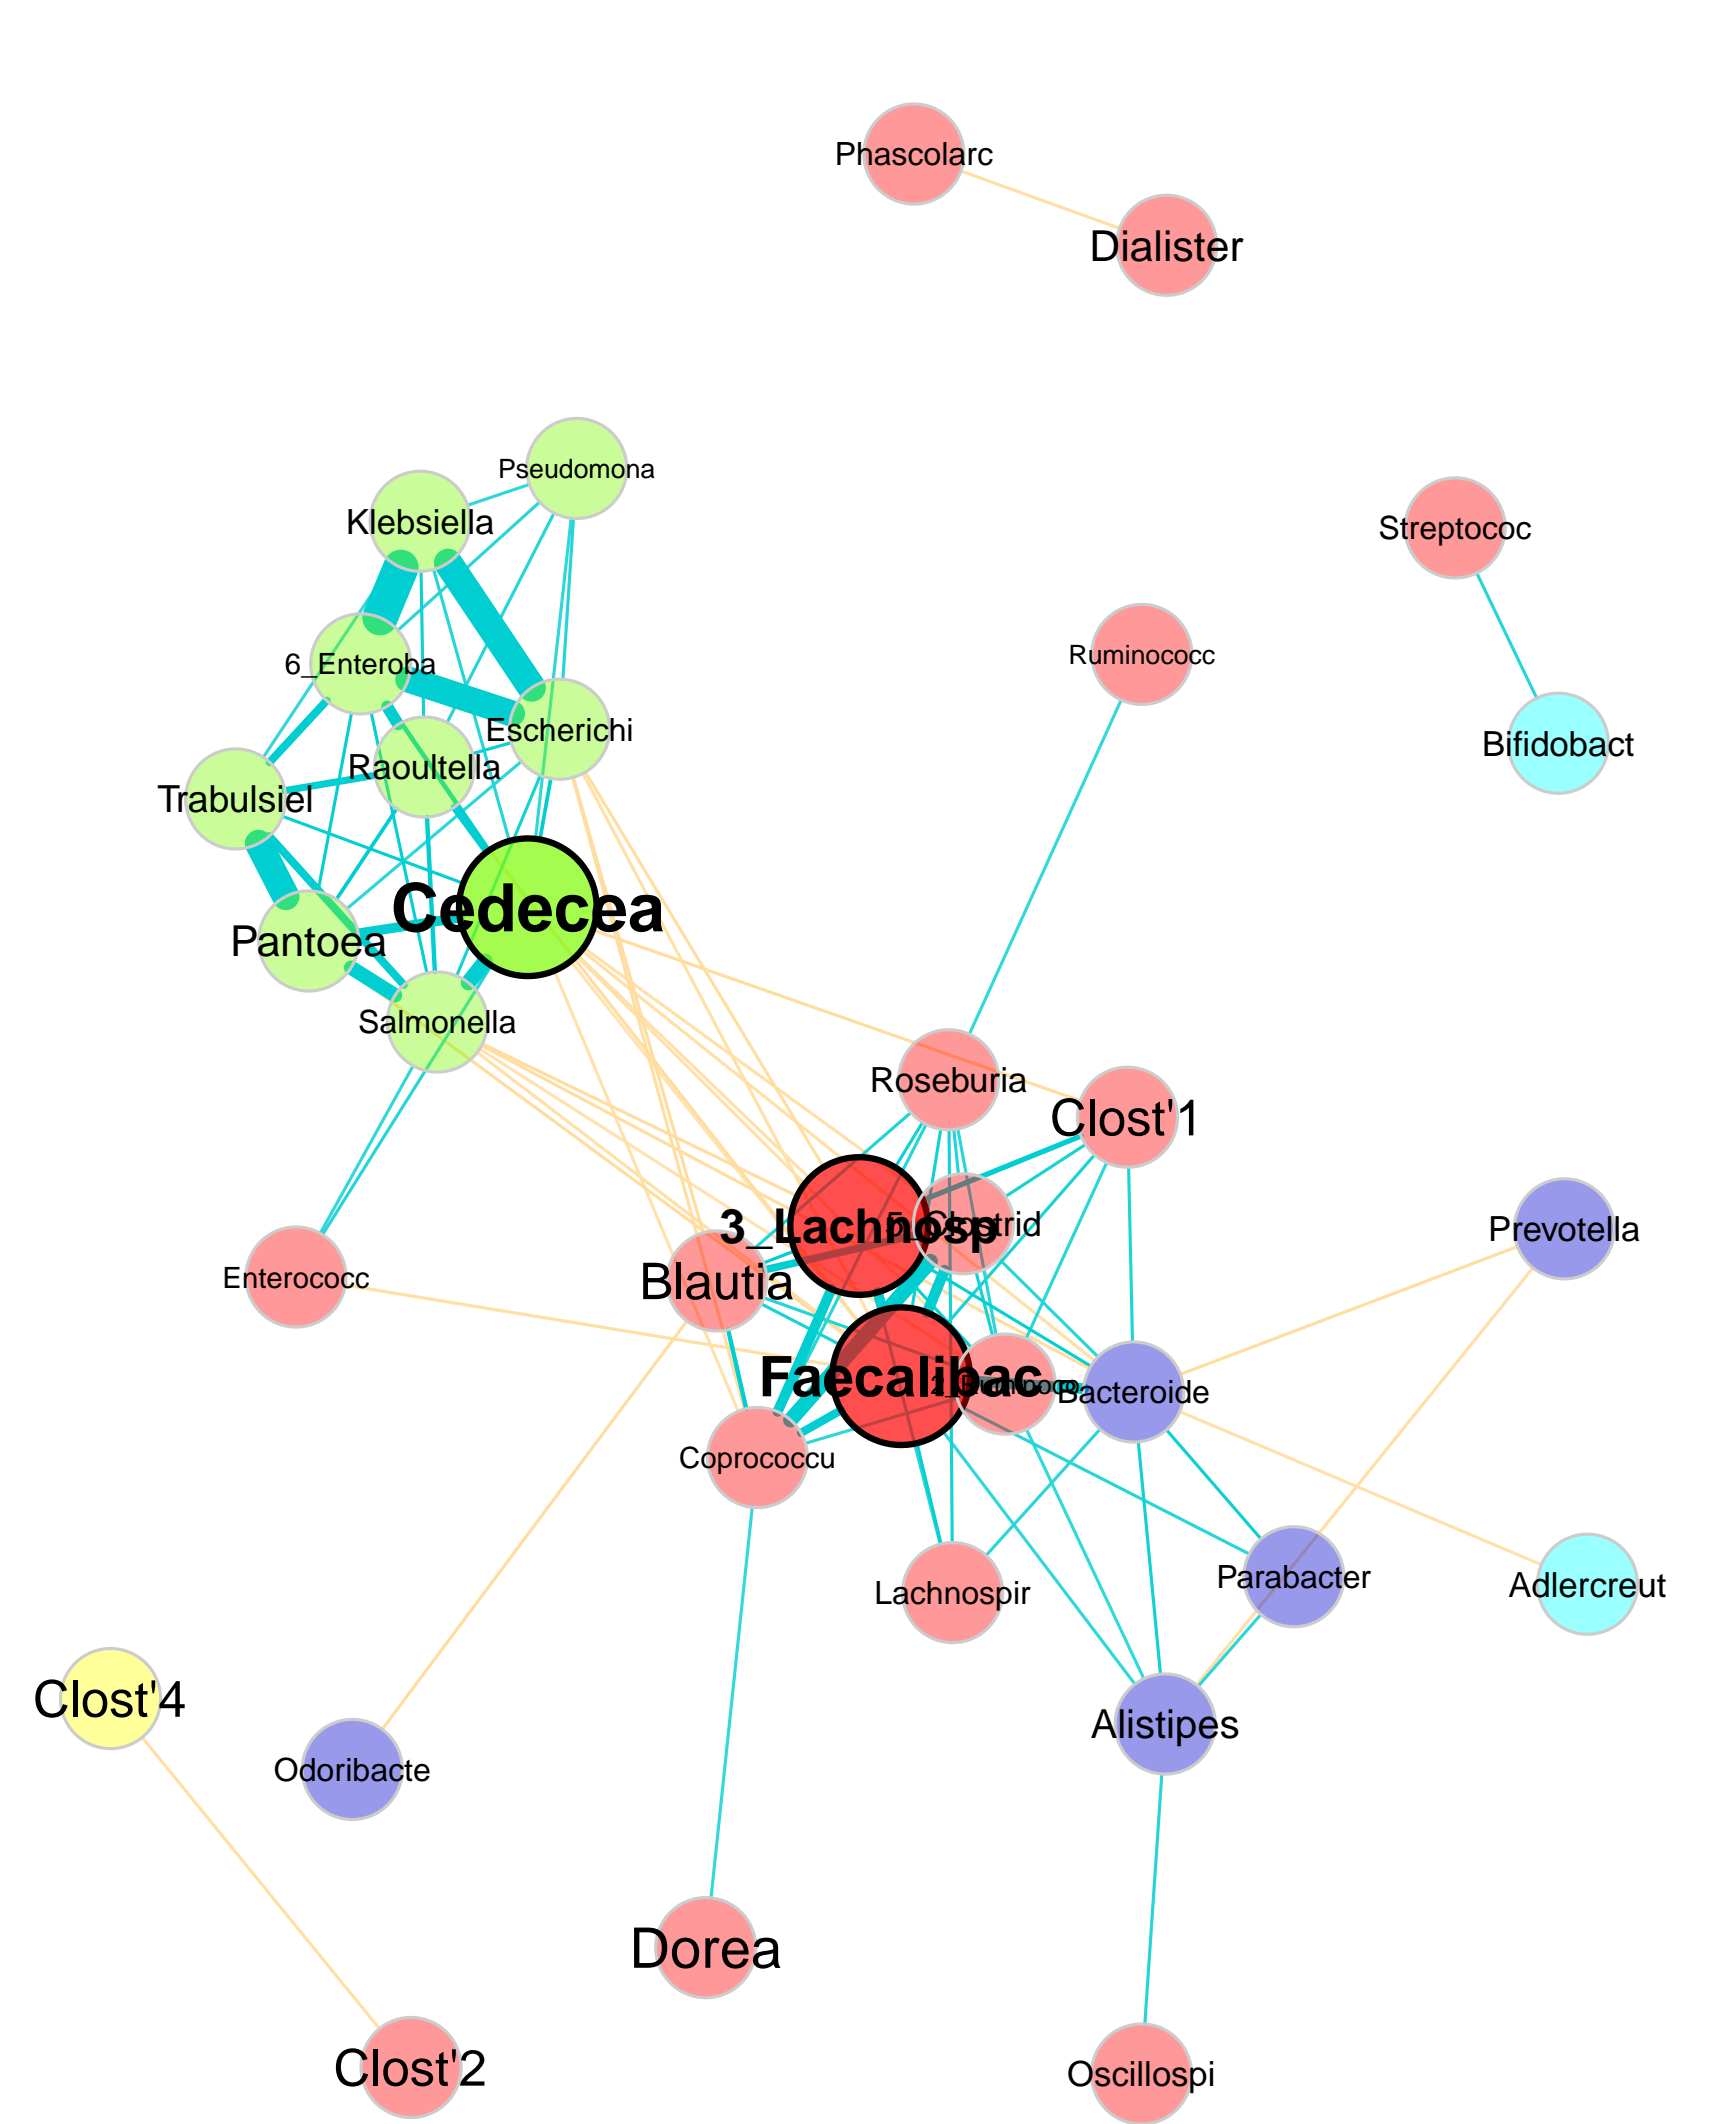 Phascolarc
Dialister
Pseudomona
Klebsiella
Streptococ
Ruminococc
6_Enteroba
Escherichi
Bifidobact
Raoultella
Trabulsiel
Cedecea
Pantoea
Salmonella
Roseburia
Clost'1
3_Lachnosp
5_Clostrid
Prevotella
Enterococc
Blautia
Faecalibac
Bacteroide
Coprococcu
Parabacter
Adlercreut
Lachnospir
Clost'4
Alistipes
Odoribacte
Dorea
Clost'2
Oscillospi